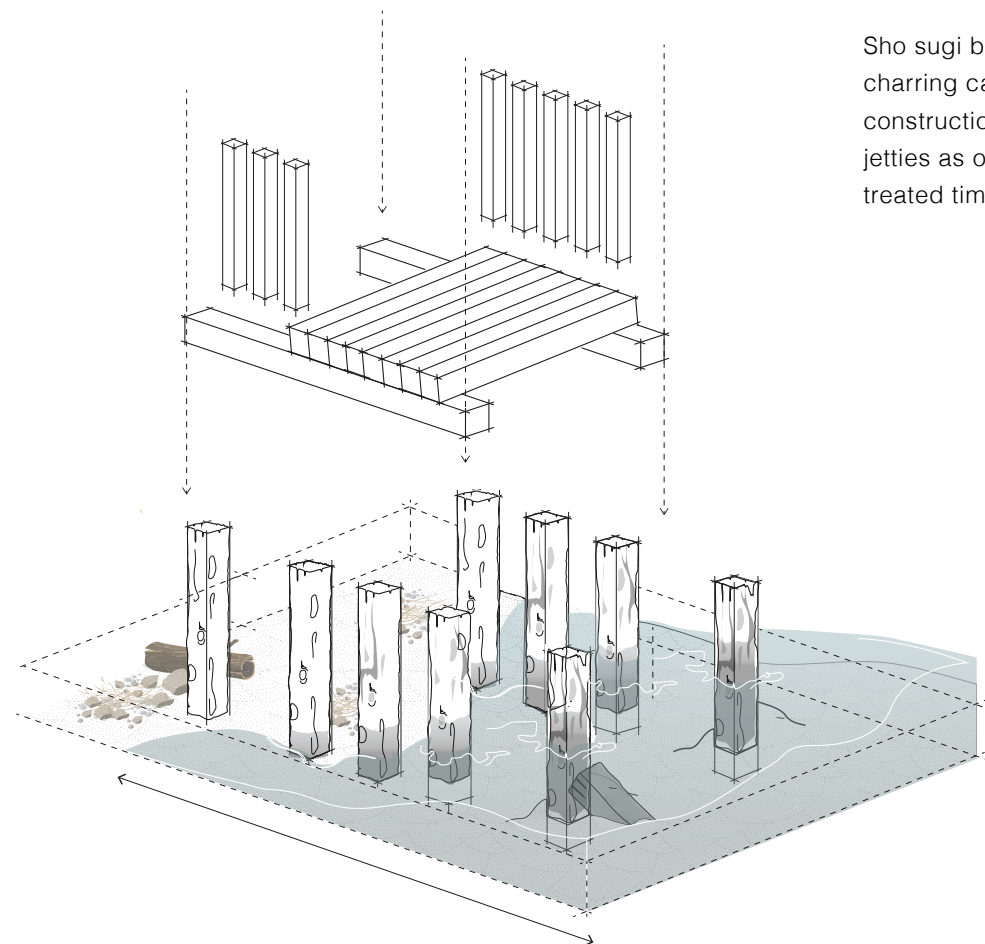 Sho sugi b
charring ca
constructio
jetties as o
treated tim